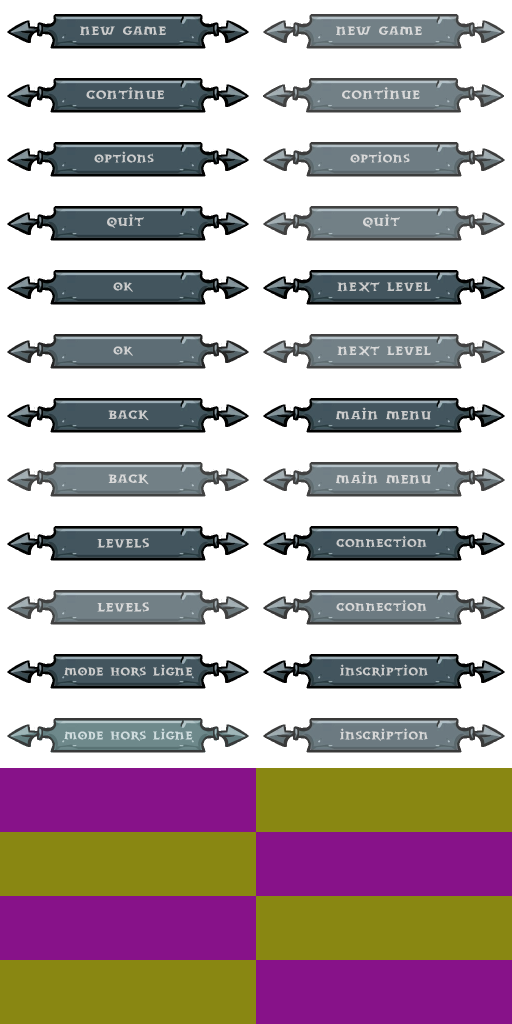 NEW GAME NEW GAME
CONTINUE CONTINUE
OPTIONS OPTIONS
QUIT QUIT
OK NEXT LEVEL
OK NEXT LEVEL
BACK MAIN MENU
BACK MAIN MENU
LEVELS CONNECTION
LEVELS CONNECTION
MODE HORS LIGNE INSCRIPTION
MODE HORS LIGNE INSCRIPTION